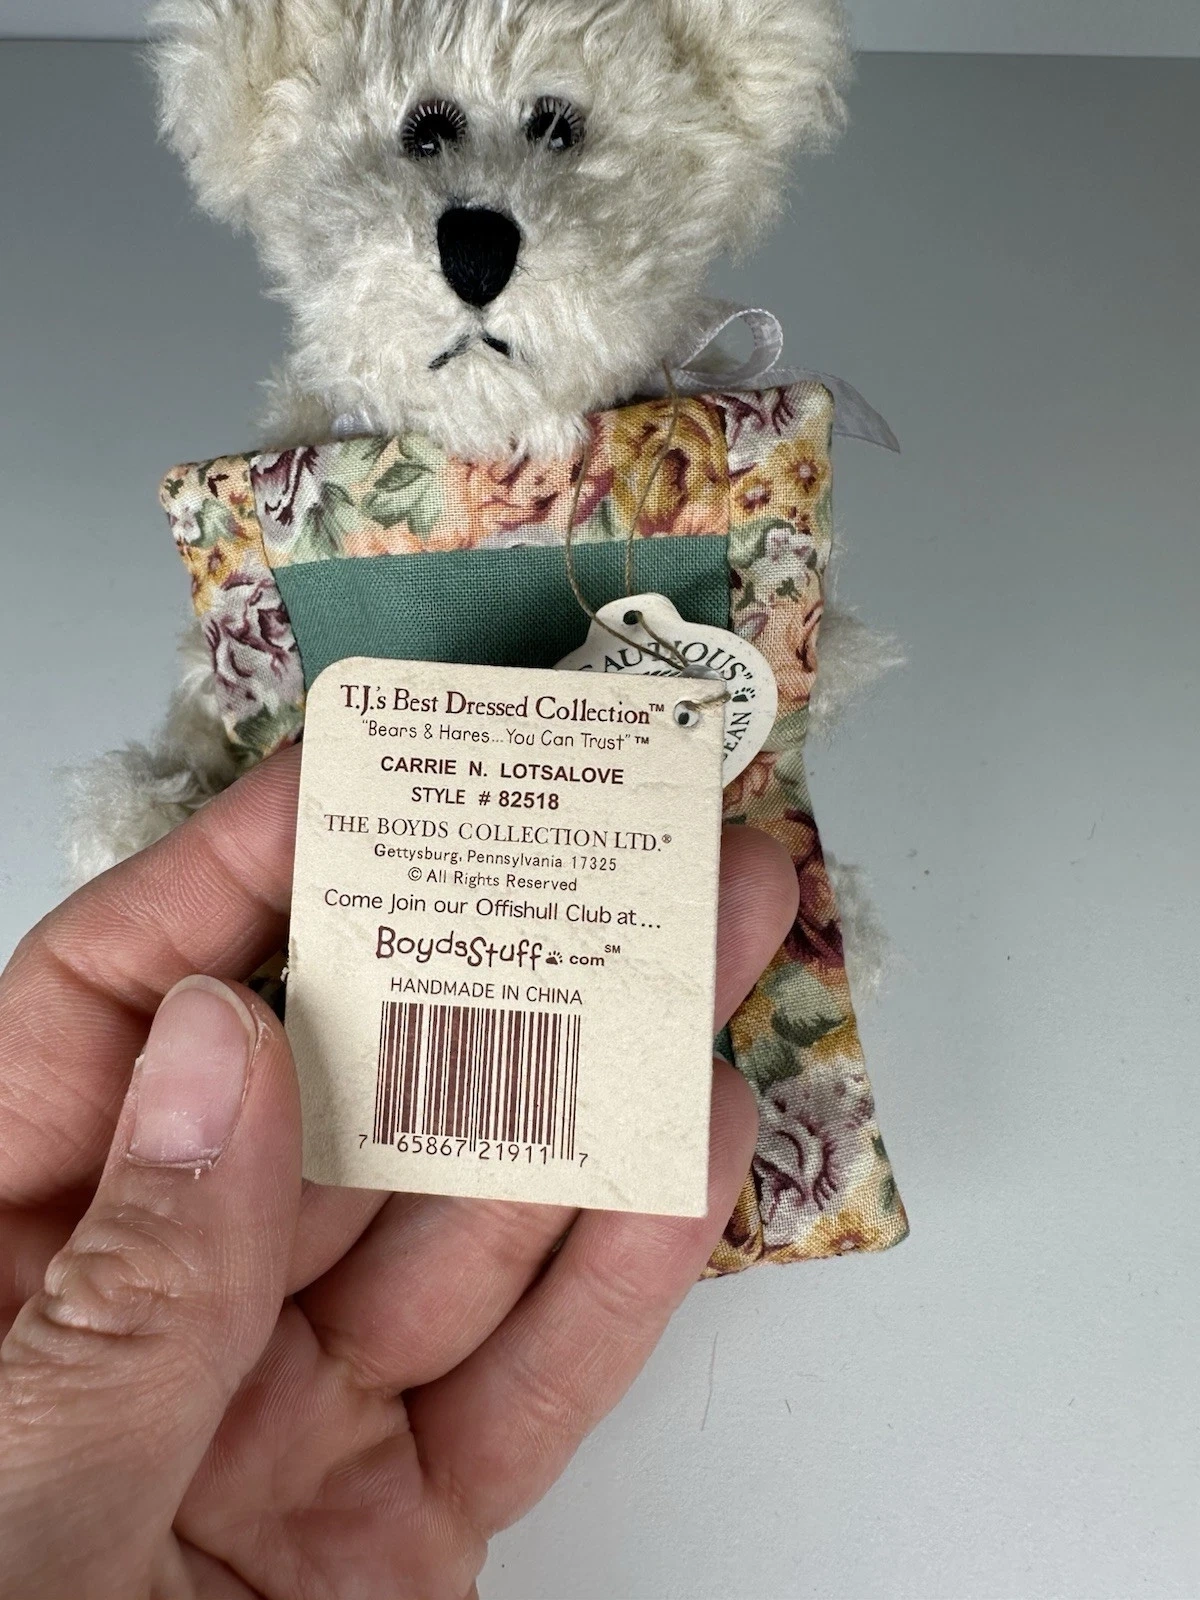 CAUTIOUS"
BEAN
T.J.'s Best Dressed Collection™
"Bears & Hares...You Can Trust"™
CARRIE N. LOTSALOVE
STYLE # 82518
THE BOYDS COLLECTION LTD.®
Gettysburg, Pennsylvania 17325
© All Rights Reserved
Come Join our Offishull Club at...
BoydsStuff.com℠
HANDMADE IN CHINA
7 65867 21911 7